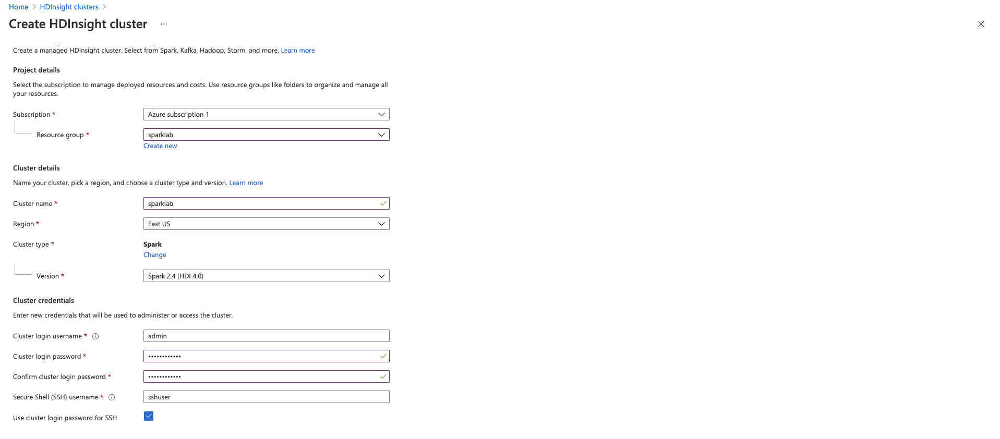 Home > HDInsight clusters >
Create HDInsight cluster ...
Create a managed HDInsight cluster. Select from Spark, Kafka, Hadoop, Storm, and more. Learn more
Project details
Select the subscription to manage deployed resources and costs. Use resource groups like folders to organize and manage all
your resources.
Subscription * Azure subscription 1
Resource group * sparklab
Create new
Cluster details
Name your cluster, pick a region, and choose a cluster type and version. Learn more
Cluster name * sparklab
Region * East US
Cluster type * Spark
Change
Version * Spark 2.4 (HDI 4.0)
Cluster credentials
Enter new credentials that will be used to administer or access the cluster.
Cluster login username * admin
Cluster login password * ••••••••••••
Confirm cluster login password * ••••••••••••
Secure Shell (SSH) username * sshuser
Use cluster login password for SSH